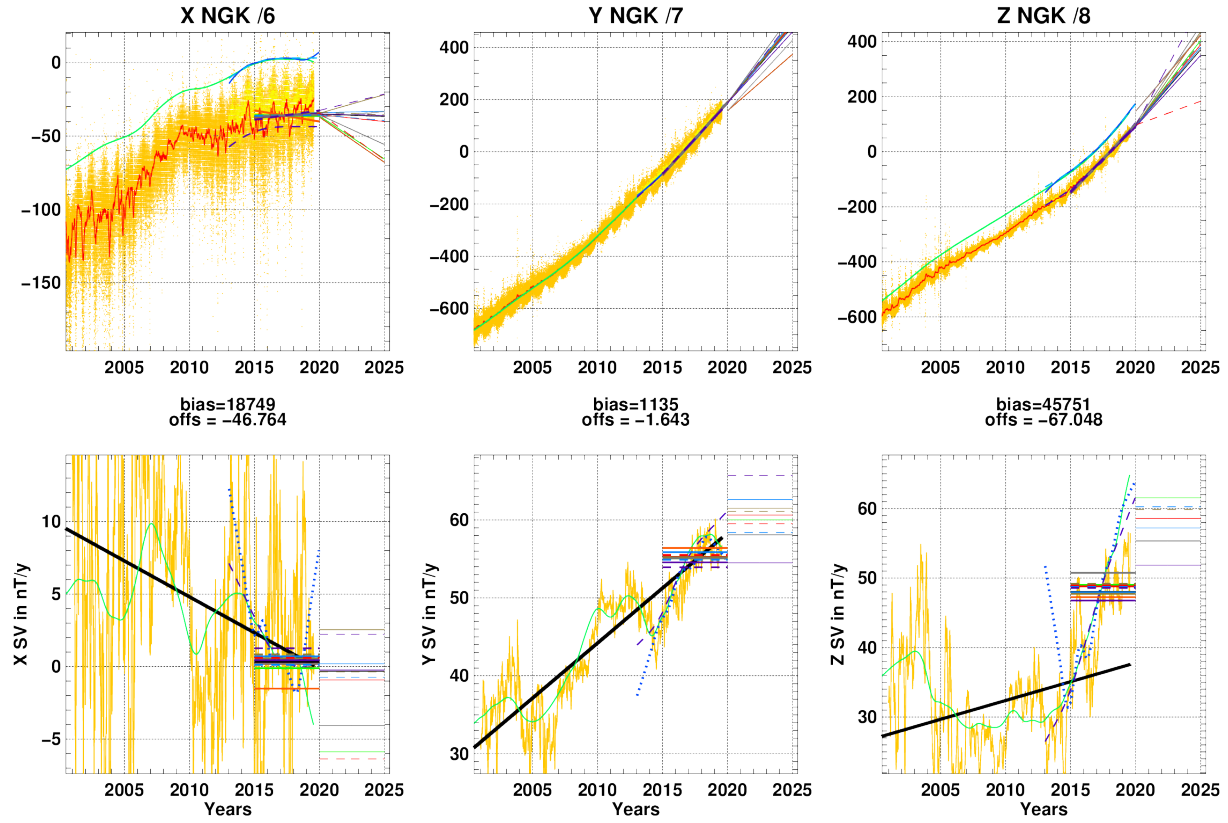 X NGK /6
Y NGK /7
Z NGK /8
0
−50
−100
−150
400
200
0
−200
−400
−600
400
200
0
−200
−400
−600
2005 2010 2015 2020 2025
2005 2010 2015 2020 2025
2005 2010 2015 2020 2025
bias=18749
offs = −46.764
bias=1135
offs = −1.643
bias=45751
offs = −67.048
X SV in nT/y
10
5
0
−5
Y SV in nT/y
60
50
40
30
Z SV in nT/y
60
50
40
30
2005 2010 2015 2020 2025
2005 2010 2015 2020 2025
2005 2010 2015 2020 2025
Years
Years
Years